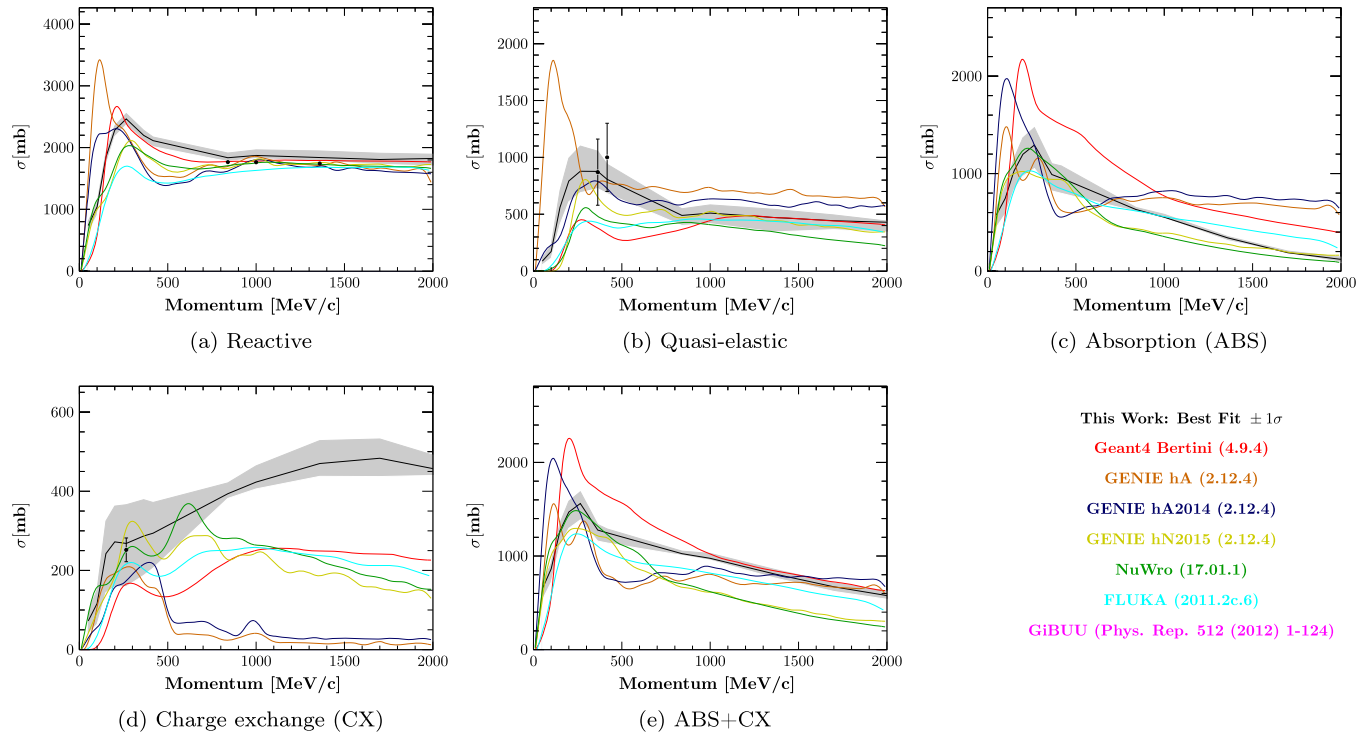 4000
3000
2000
1000
0
σ[mb]
0 500 1000 1500 2000
Momentum [MeV/c]
(a) Reactive
2000
1500
1000
500
0
σ[mb]
0 500 1000 1500 2000
Momentum [MeV/c]
(b) Quasi-elastic
2000
1000
0
σ[mb]
0 500 1000 1500 2000
Momentum [MeV/c]
(c) Absorption (ABS)
600
400
200
0
σ[mb]
0 500 1000 1500 2000
Momentum [MeV/c]
(d) Charge exchange (CX)
2000
1000
0
σ[mb]
0 500 1000 1500 2000
Momentum [MeV/c]
(e) ABS+CX
This Work: Best Fit ±1σ
Geant4 Bertini (4.9.4)
GENIE hA (2.12.4)
GENIE hA2014 (2.12.4)
GENIE hN2015 (2.12.4)
NuWro (17.01.1)
FLUKA (2011.2c.6)
GiBUU (Phys. Rep. 512 (2012) 1-124)